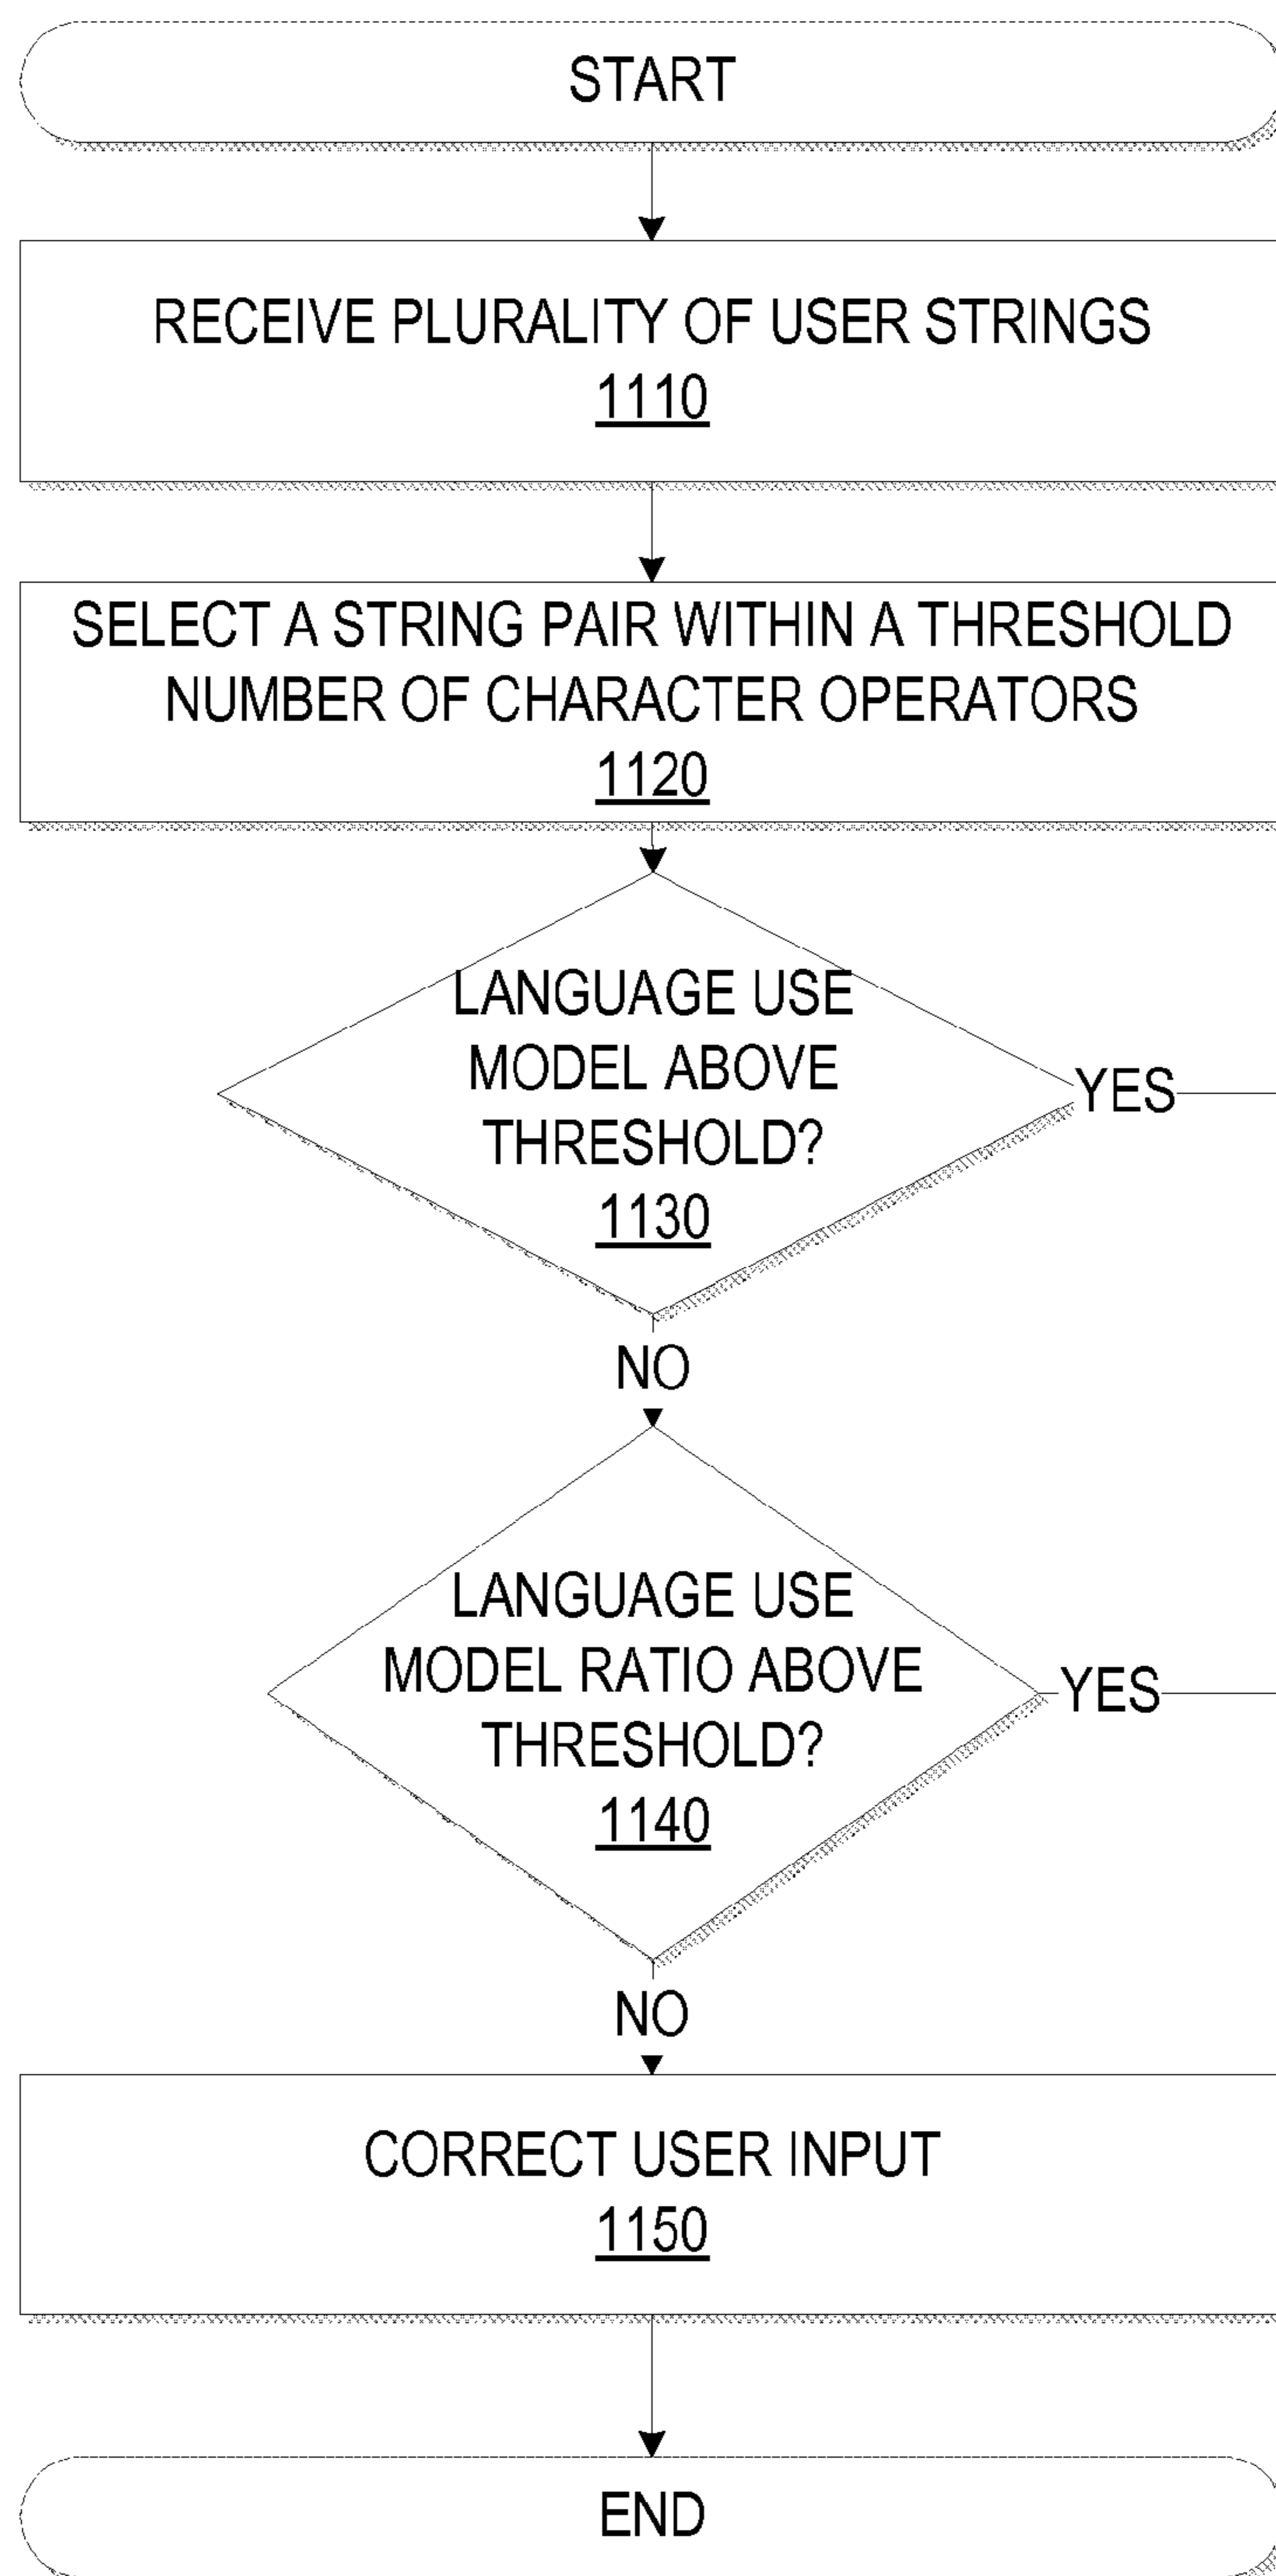 START
RECEIVE PLURALITY OF USER STRINGS
1110
SELECT A STRING PAIR WITHIN A THRESHOLD
NUMBER OF CHARACTER OPERATORS
1120
LANGUAGE USE
MODEL ABOVE
THRESHOLD?
1130
YES
NO
LANGUAGE USE
MODEL RATIO ABOVE
THRESHOLD?
1140
YES
NO
CORRECT USER INPUT
1150
END